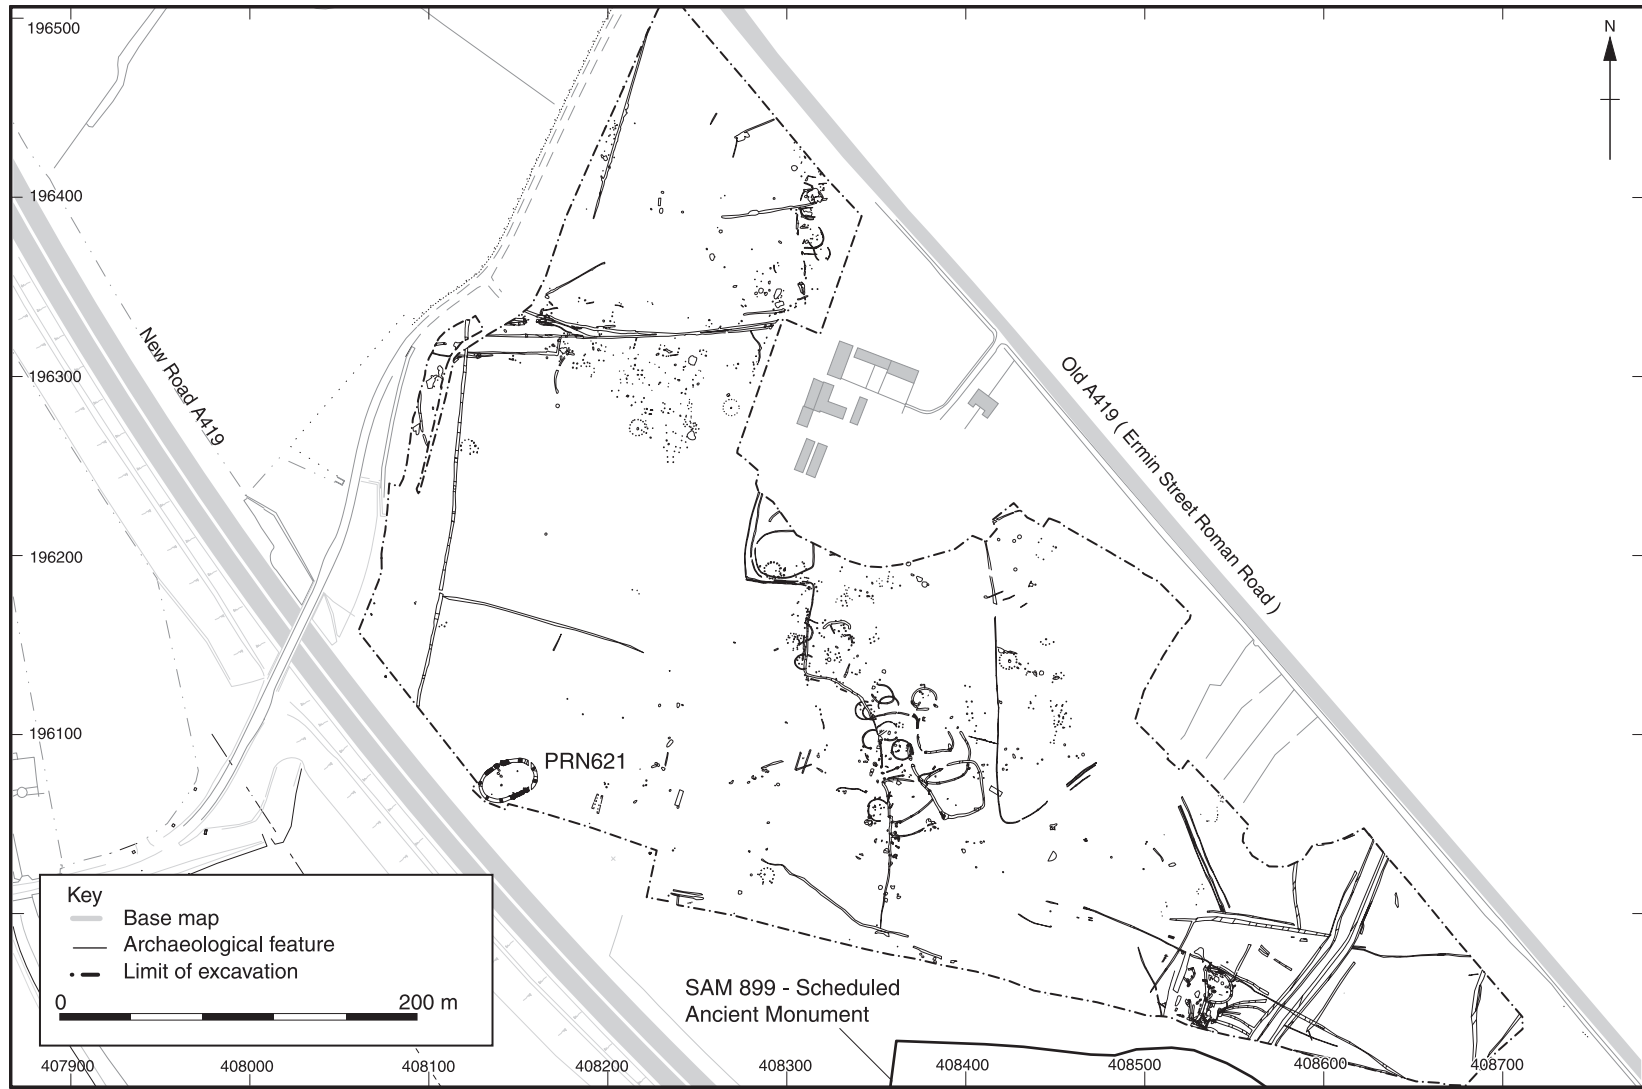 196500
N
196400
New Road A419
196300
Old A419 ( Ermin Street Roman Road )
196200
196100
PRN621
Key
Base map
Archaeological feature
Limit of excavation
0 200 m
SAM 899 - Scheduled
Ancient Monument
407900 408000 408100 408200 408300 408400 408500 408600 408700